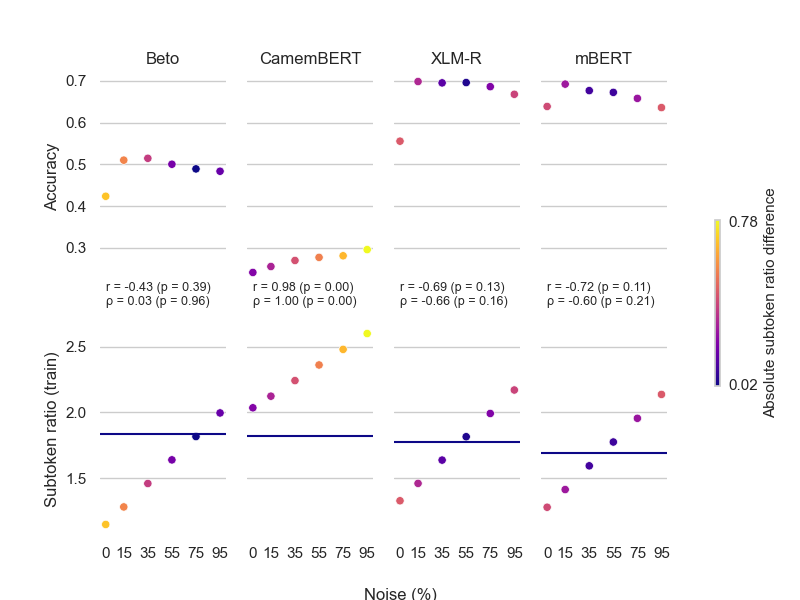 Beto CamemBERT XLM-R mBERT
0.7
0.6
0.5
0.4
0.3
Accuracy
r = -0.43 (p = 0.39)
ρ = 0.03 (p = 0.96)
r = 0.98 (p = 0.00)
ρ = 1.00 (p = 0.00)
r = -0.69 (p = 0.13)
ρ = -0.66 (p = 0.16)
r = -0.72 (p = 0.11)
ρ = -0.60 (p = 0.21)
2.5
2.0
1.5
Subtoken ratio (train)
0 15 35 55 75 95 0 15 35 55 75 95 0 15 35 55 75 95 0 15 35 55 75 95
Noise (%)
0.78
0.02
Absolute subtoken ratio difference